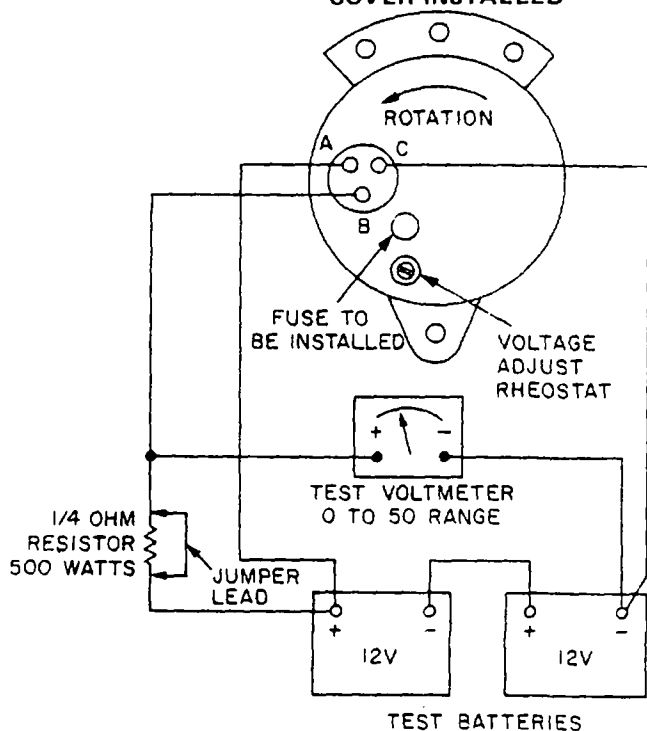 COVER INSTALLED
ROTATION
A
C
B
FUSE TO
BE INSTALLED
VOLTAGE
ADJUST
RHEOSTAT
+ -
TEST VOLTMETER
0 TO 50 RANGE
1/4 OHM
RESISTOR
500 WATTS
JUMPER
LEAD
+ -
12V
+ -
12V
TEST BATTERIES